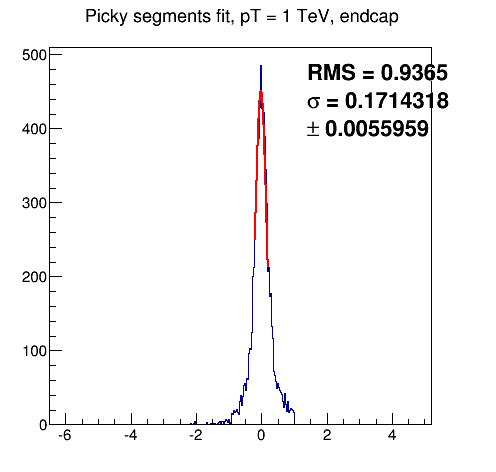 Picky segments fit, pT = 1 TeV, endcap
RMS = 0.9365
σ = 0.1714318
± 0.0055959
500
400
300
200
100
0
-6 -4 -2 0 2 4